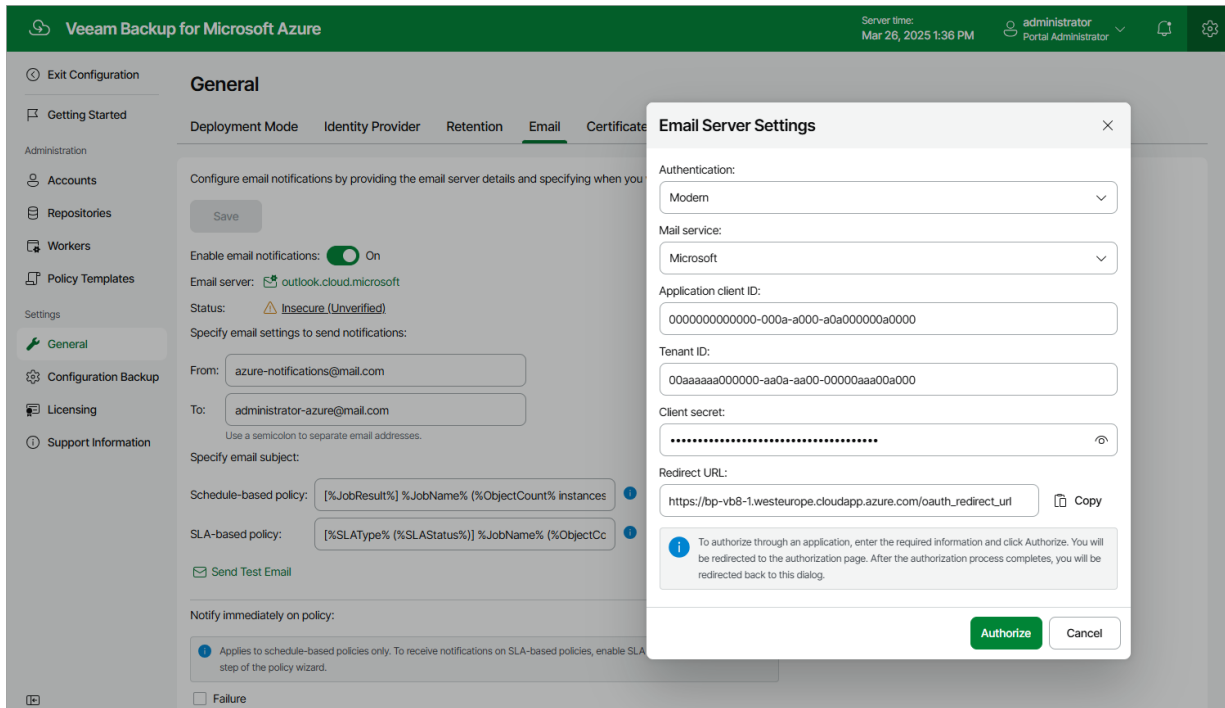 Veeam Backup for Microsoft Azure
Server time:
Mar 26, 2025 1:36 PM
administrator
Portal Administrator
Exit Configuration
Getting Started
Administration
Accounts
Repositories
Workers
Policy Templates
Settings
General
Configuration Backup
Licensing
Support Information
General
Deployment Mode Identity Provider Retention Email Certificate
Configure email notifications by providing the email server details and specifying when you
Save
Enable email notifications: On
Email server: outlook.cloud.microsoft
Status: Insecure (Unverified)
Specify email settings to send notifications:
From: azure-notifications@mail.com
To: administrator-azure@mail.com
Use a semicolon to separate email addresses.
Specify email subject:
Schedule-based policy: [%JobResult%] %JobName% (%ObjectCount% instances
SLA-based policy: [%SLAType% (%SLAStatus%)] %JobName% (%ObjectCc
Send Test Email
Notify immediately on policy:
Applies to schedule-based policies only. To receive notifications on SLA-based policies, enable SLA
step of the policy wizard.
Failure
Email Server Settings
Authentication:
Modern
Mail service:
Microsoft
Application client ID:
0000000000000-000a-a000-a0a000000a0000
Tenant ID:
00aaaaaa000000-aa0a-aa00-00000aaa00a000
Client secret:
Redirect URL:
https://bp-vb8-1.westeurope.cloudapp.azure.com/oauth_redirect_url
Copy
To authorize through an application, enter the required information and click Authorize. You will
be redirected to the authorization page. After the authorization process completes, you will be
redirected back to this dialog.
Authorize Cancel